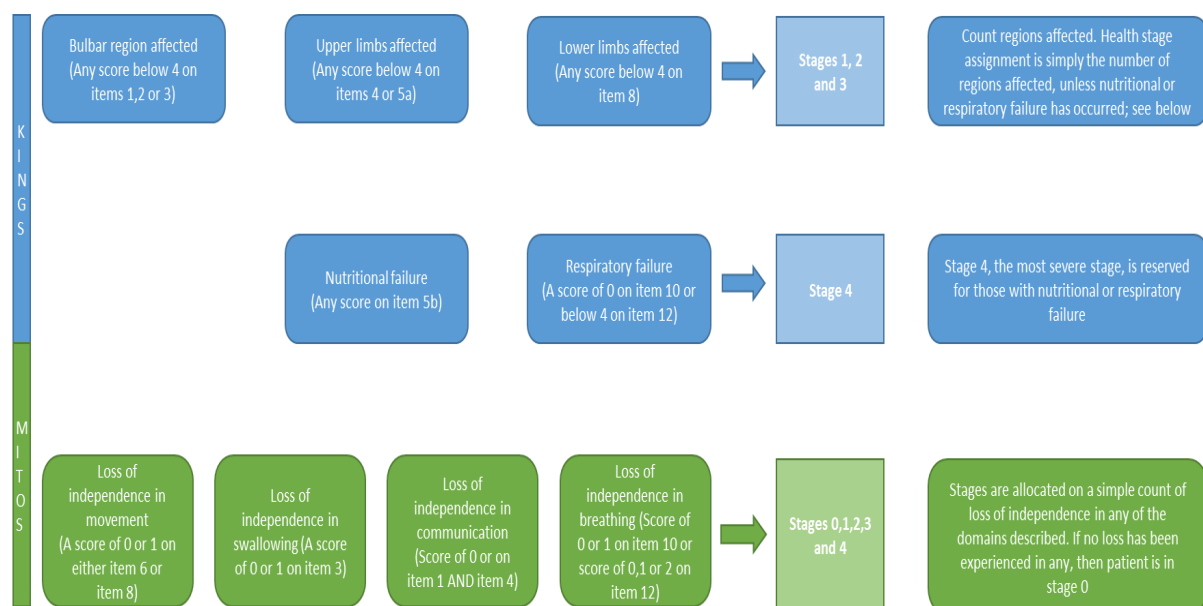 KINGS
Bulbar region affected
(Any score below 4 on
items 1,2 or 3)
Upper limbs affected
(Any score below 4 on
items 4 or 5a)
Lower limbs affected
(Any score below 4 on
item 8)
Stages 1, 2
and 3
Count regions affected. Health stage
assignment is simply the number of
regions affected, unless nutritional or
respiratory failure has occurred; see below
Nutritional failure
(Any score on item 5b)
Respiratory failure
(A score of 0 on item 10 or
below 4 on item 12)
Stage 4
Stage 4, the most severe stage, is reserved
for those with nutritional or respiratory
failure
MITOS
Loss of
independence in
movement
(A score of 0 or 1 on
either item 6 or
item 8)
Loss of
independence in
swallowing (A score
of 0 or 1 on item 3)
Loss of
independence in
communication
(Score of 0 or on
item 1 AND item 4)
Loss of
independence in
breathing (Score of
0 or 1 on item 10 or
score of 0,1 or 2 on
item 12)
Stages 0,1,2,3
and 4
Stages are allocated on a simple count of
loss of independence in any of the
domains described. If no loss has been
experienced in any, then patient is in
stage 0